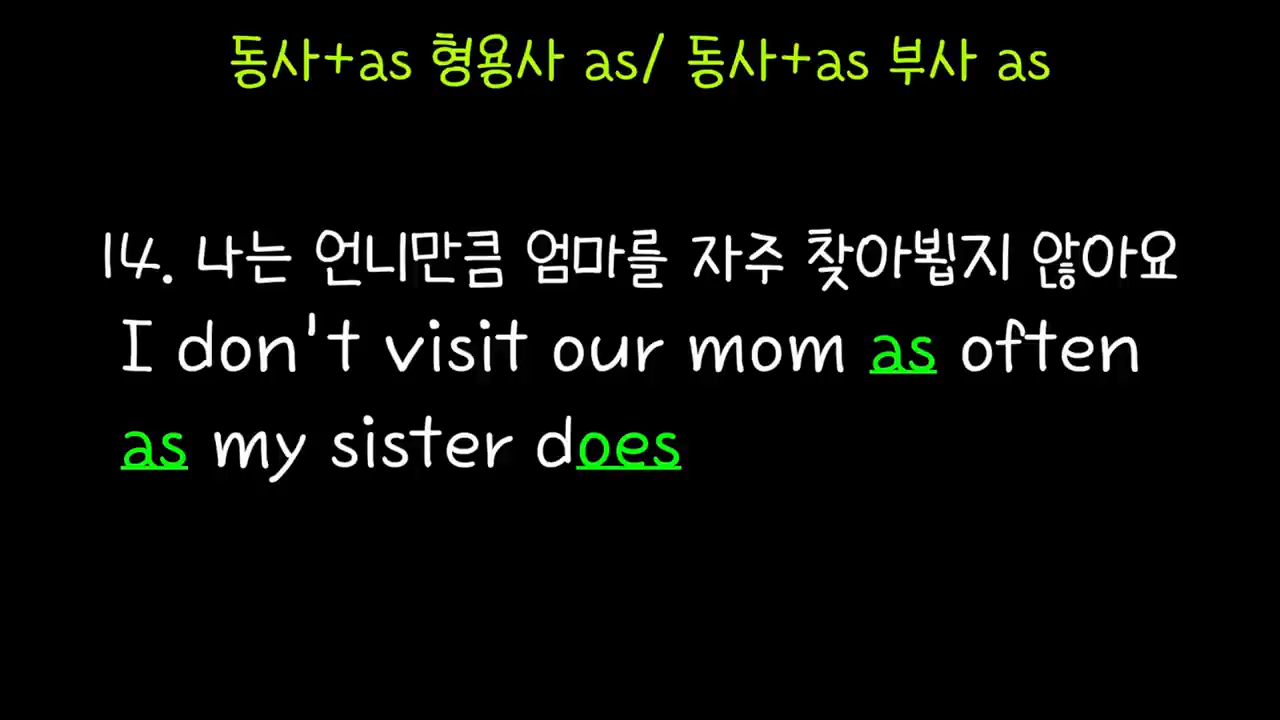 동사+as 형용사 as/ 동사+as 부사 as
14. 나는 언니만큼 엄마를 자주 찾아뵙지 않아요
I don't visit our mom as often
as my sister does